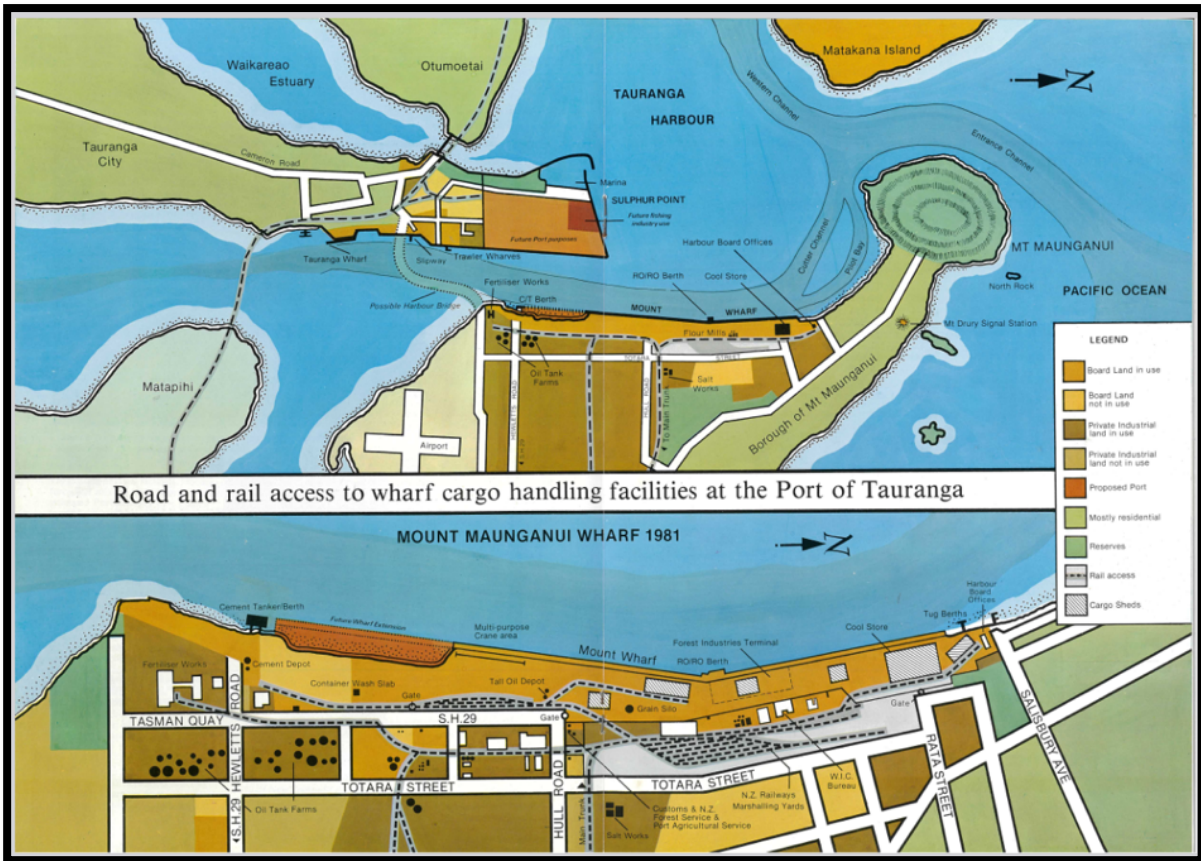 Waikareao
Estuary
Otumoetai
Matakana Island
N
TAURANGA
HARBOUR
Western Channel
Entrance Channel
Tauranga
City
Cameron Road
Marina
SULPHUR POINT
Future fishing
industry use
Future Port purposes
Harbour Board Offices
Cutter Channel
Pilot Bay
MT MAUNGANUI
Tauranga Wharf
Slipway
Trawler Wharves
RO/RO Berth
Cool Store
North Rock
Fertiliser Works
PACIFIC OCEAN
Possible Harbour Bridge
C/T Berth
MOUNT WHARF
Mt Drury Signal Station
Flour Mills
TOTARA STREET
Oil Tank
Farms
Salt
Works
Matapihi
HEWLETTS ROAD
S.H.29
HULL ROAD
To Main Trunk
Borough of Mt Maunganui
Airport
LEGEND
Board Land in use
Board Land
not in use
Private Industrial
land in use
Private Industrial
land not in use
Proposed Port
Mostly residential
Reserves
Rail access
Cargo Sheds
Road and rail access to wharf cargo handling facilities at the Port of Tauranga
MOUNT MAUNGANUI WHARF 1981
N
Cement Tanker/Berth
Future Wharf Extension
Multi-purpose
Crane area
Mount Wharf
Forest Industries Terminal
RO/RO Berth
Cool Store
Tug Berths
Harbour
Board
Offices
Fertiliser Works
Cement Depot
Container Wash Slab
Tall Oil Depot
Gate
Grain Silo
Gate
Gate
TASMAN QUAY
S.H.29
S.H.29 HEWLETTS ROAD
TOTARA STREET
HULL ROAD
TOTARA STREET
RATA STREET
SALISBURY AVE
Oil Tank Farms
Main Trunk
Salt Works
Customs & N.Z.
Forest Service &
Port Agricultural Service
N.Z. Railways
Marshalling Yards
W.I.C.
Bureau